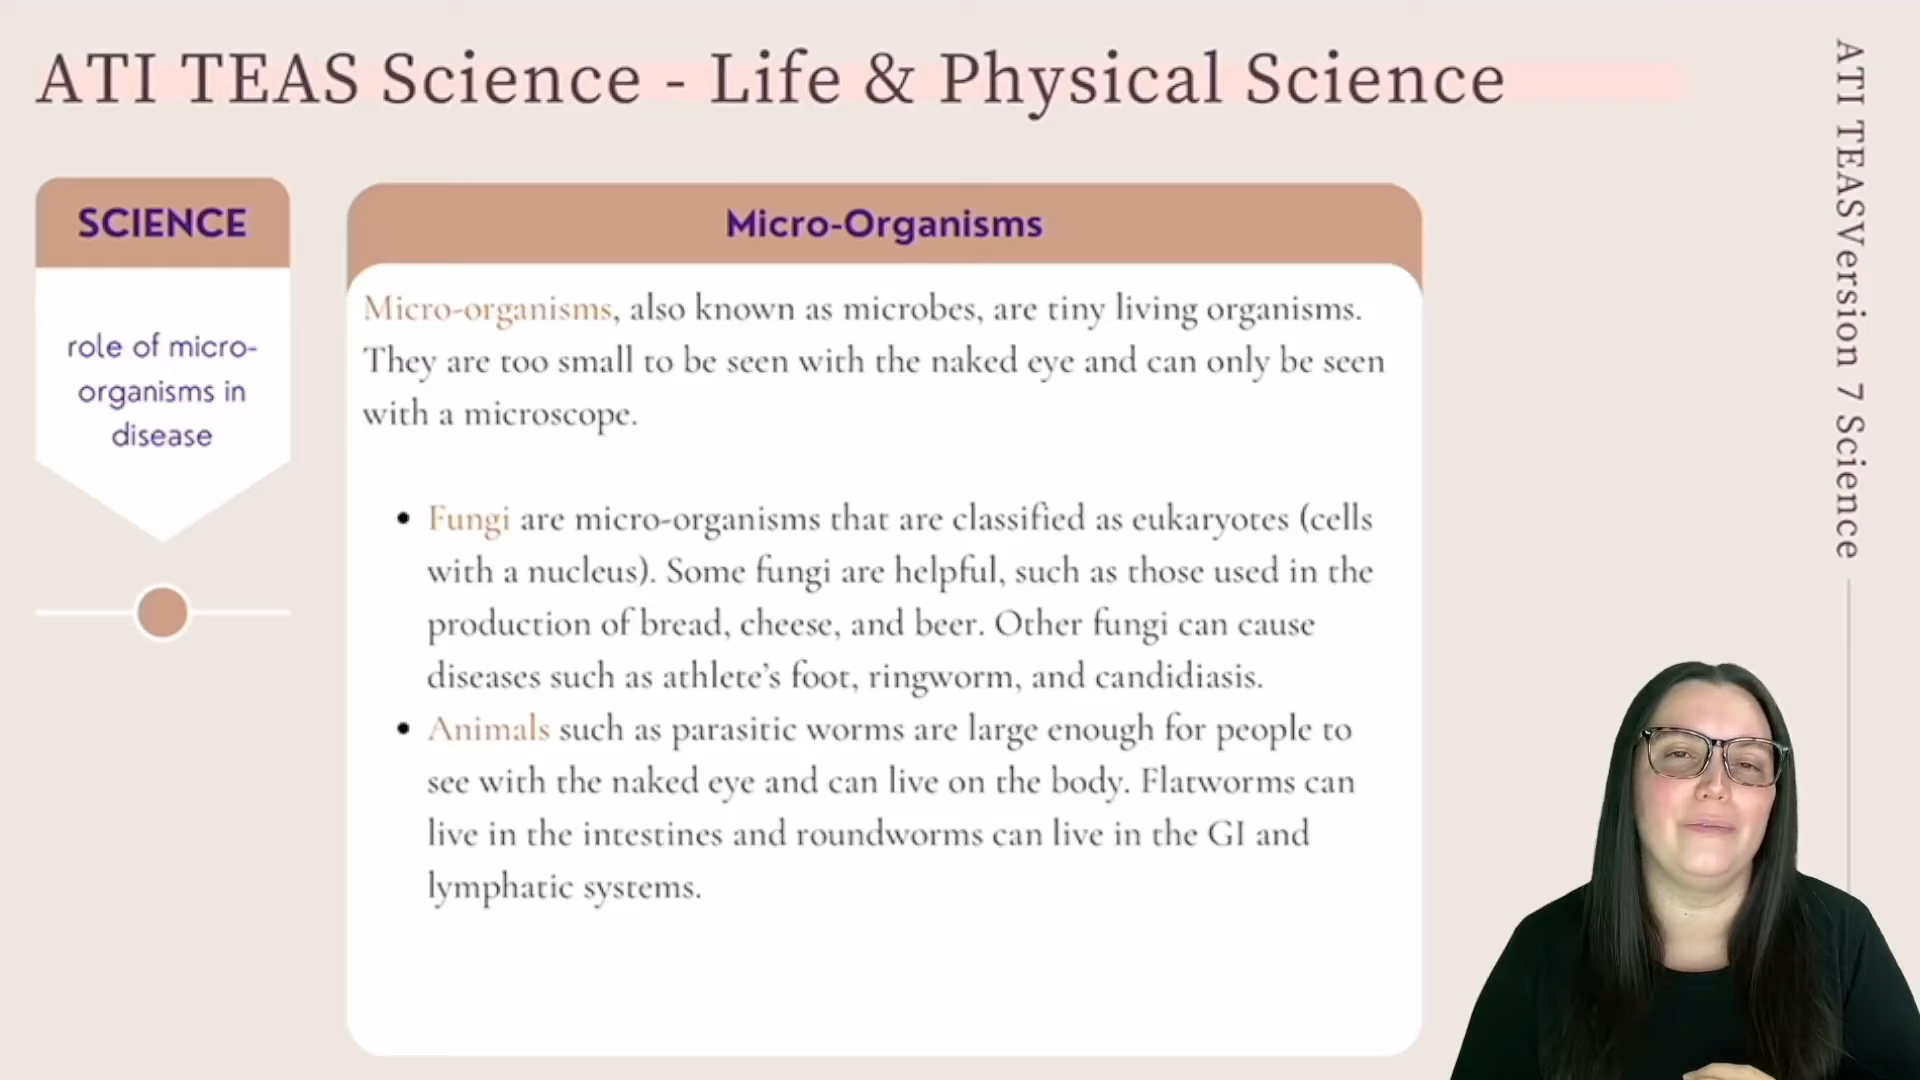 ATI TEAS Science - Life & Physical Science
SCIENCE
role of micro-
organisms in
disease
Micro-Organisms
Micro-organisms, also known as microbes, are tiny living organisms.
They are too small to be seen with the naked eye and can only be seen
with a microscope.
• Fungi are micro-organisms that are classified as eukaryotes (cells
with a nucleus). Some fungi are helpful, such as those used in the
production of bread, cheese, and beer. Other fungi can cause
diseases such as athlete's foot, ringworm, and candidiasis.
• Animals such as parasitic worms are large enough for people to
see with the naked eye and can live on the body. Flatworms can
live in the intestines and roundworms can live in the GI and
lymphatic systems.
ATI TEASVersion 7 Science